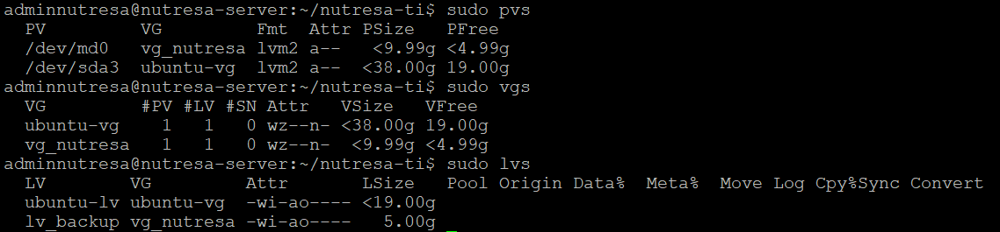 adminnutresa@nutresa-server:~/nutresa-ti$ sudo pvs
  PV         VG         Fmt  Attr PSize   PFree
  /dev/md0   vg_nutresa lvm2 a--   <9.99g <4.99g
  /dev/sda3  ubuntu-vg  lvm2 a--  <38.00g 19.00g
adminnutresa@nutresa-server:~/nutresa-ti$ sudo vgs
  VG         #PV #LV #SN Attr   VSize   VFree
  ubuntu-vg    1   1   0 wz--n- <38.00g 19.00g
  vg_nutresa   1   1   0 wz--n-  <9.99g <4.99g
adminnutresa@nutresa-server:~/nutresa-ti$ sudo lvs
  LV        VG         Attr       LSize   Pool Origin Data%  Meta%  Move Log Cpy%Sync Convert
  ubuntu-lv ubuntu-vg  -wi-ao---- <19.00g
  lv_backup vg_nutresa -wi-ao----   5.00g